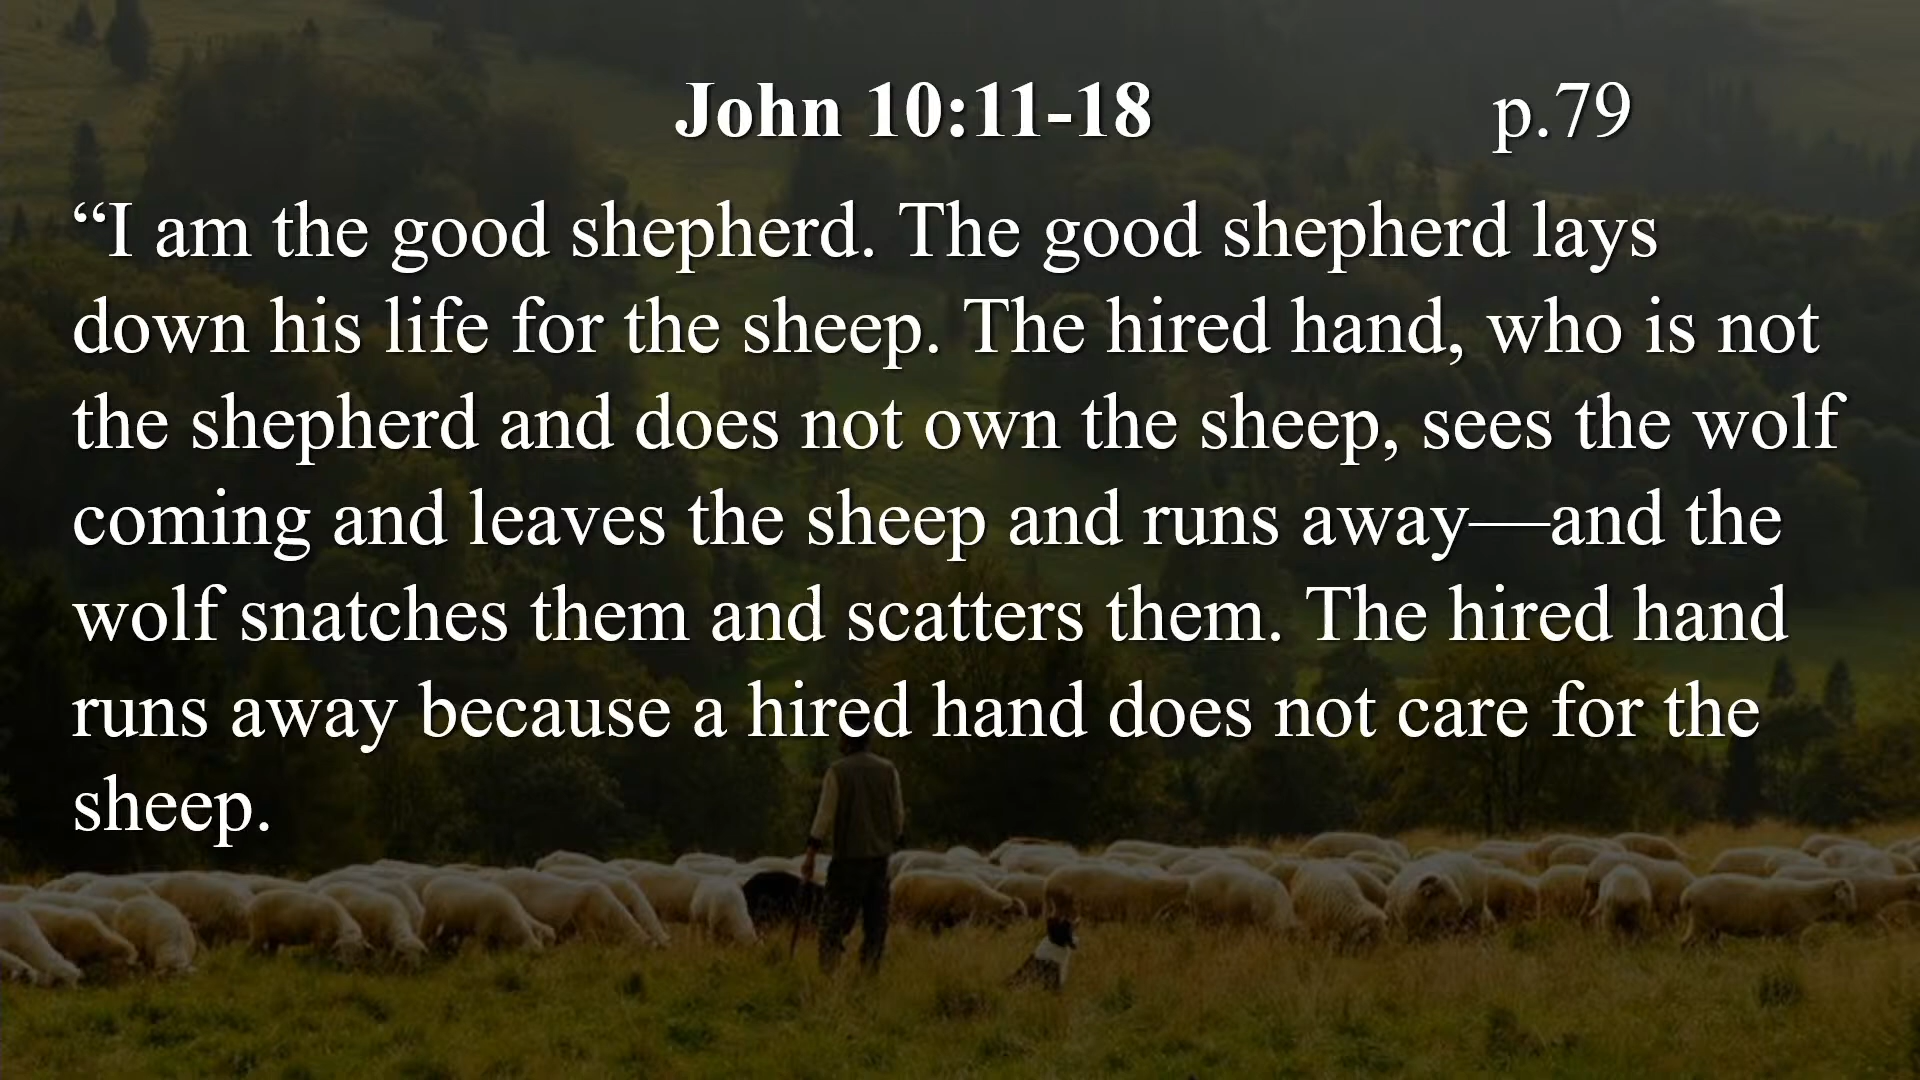 John 10:11-18 p.79
“I am the good shepherd. The good shepherd lays
down his life for the sheep. The hired hand, who is not
the shepherd and does not own the sheep, sees the wolf
coming and leaves the sheep and runs away—and the
wolf snatches them and scatters them. The hired hand
runs away because a hired hand does not care for the
sheep.